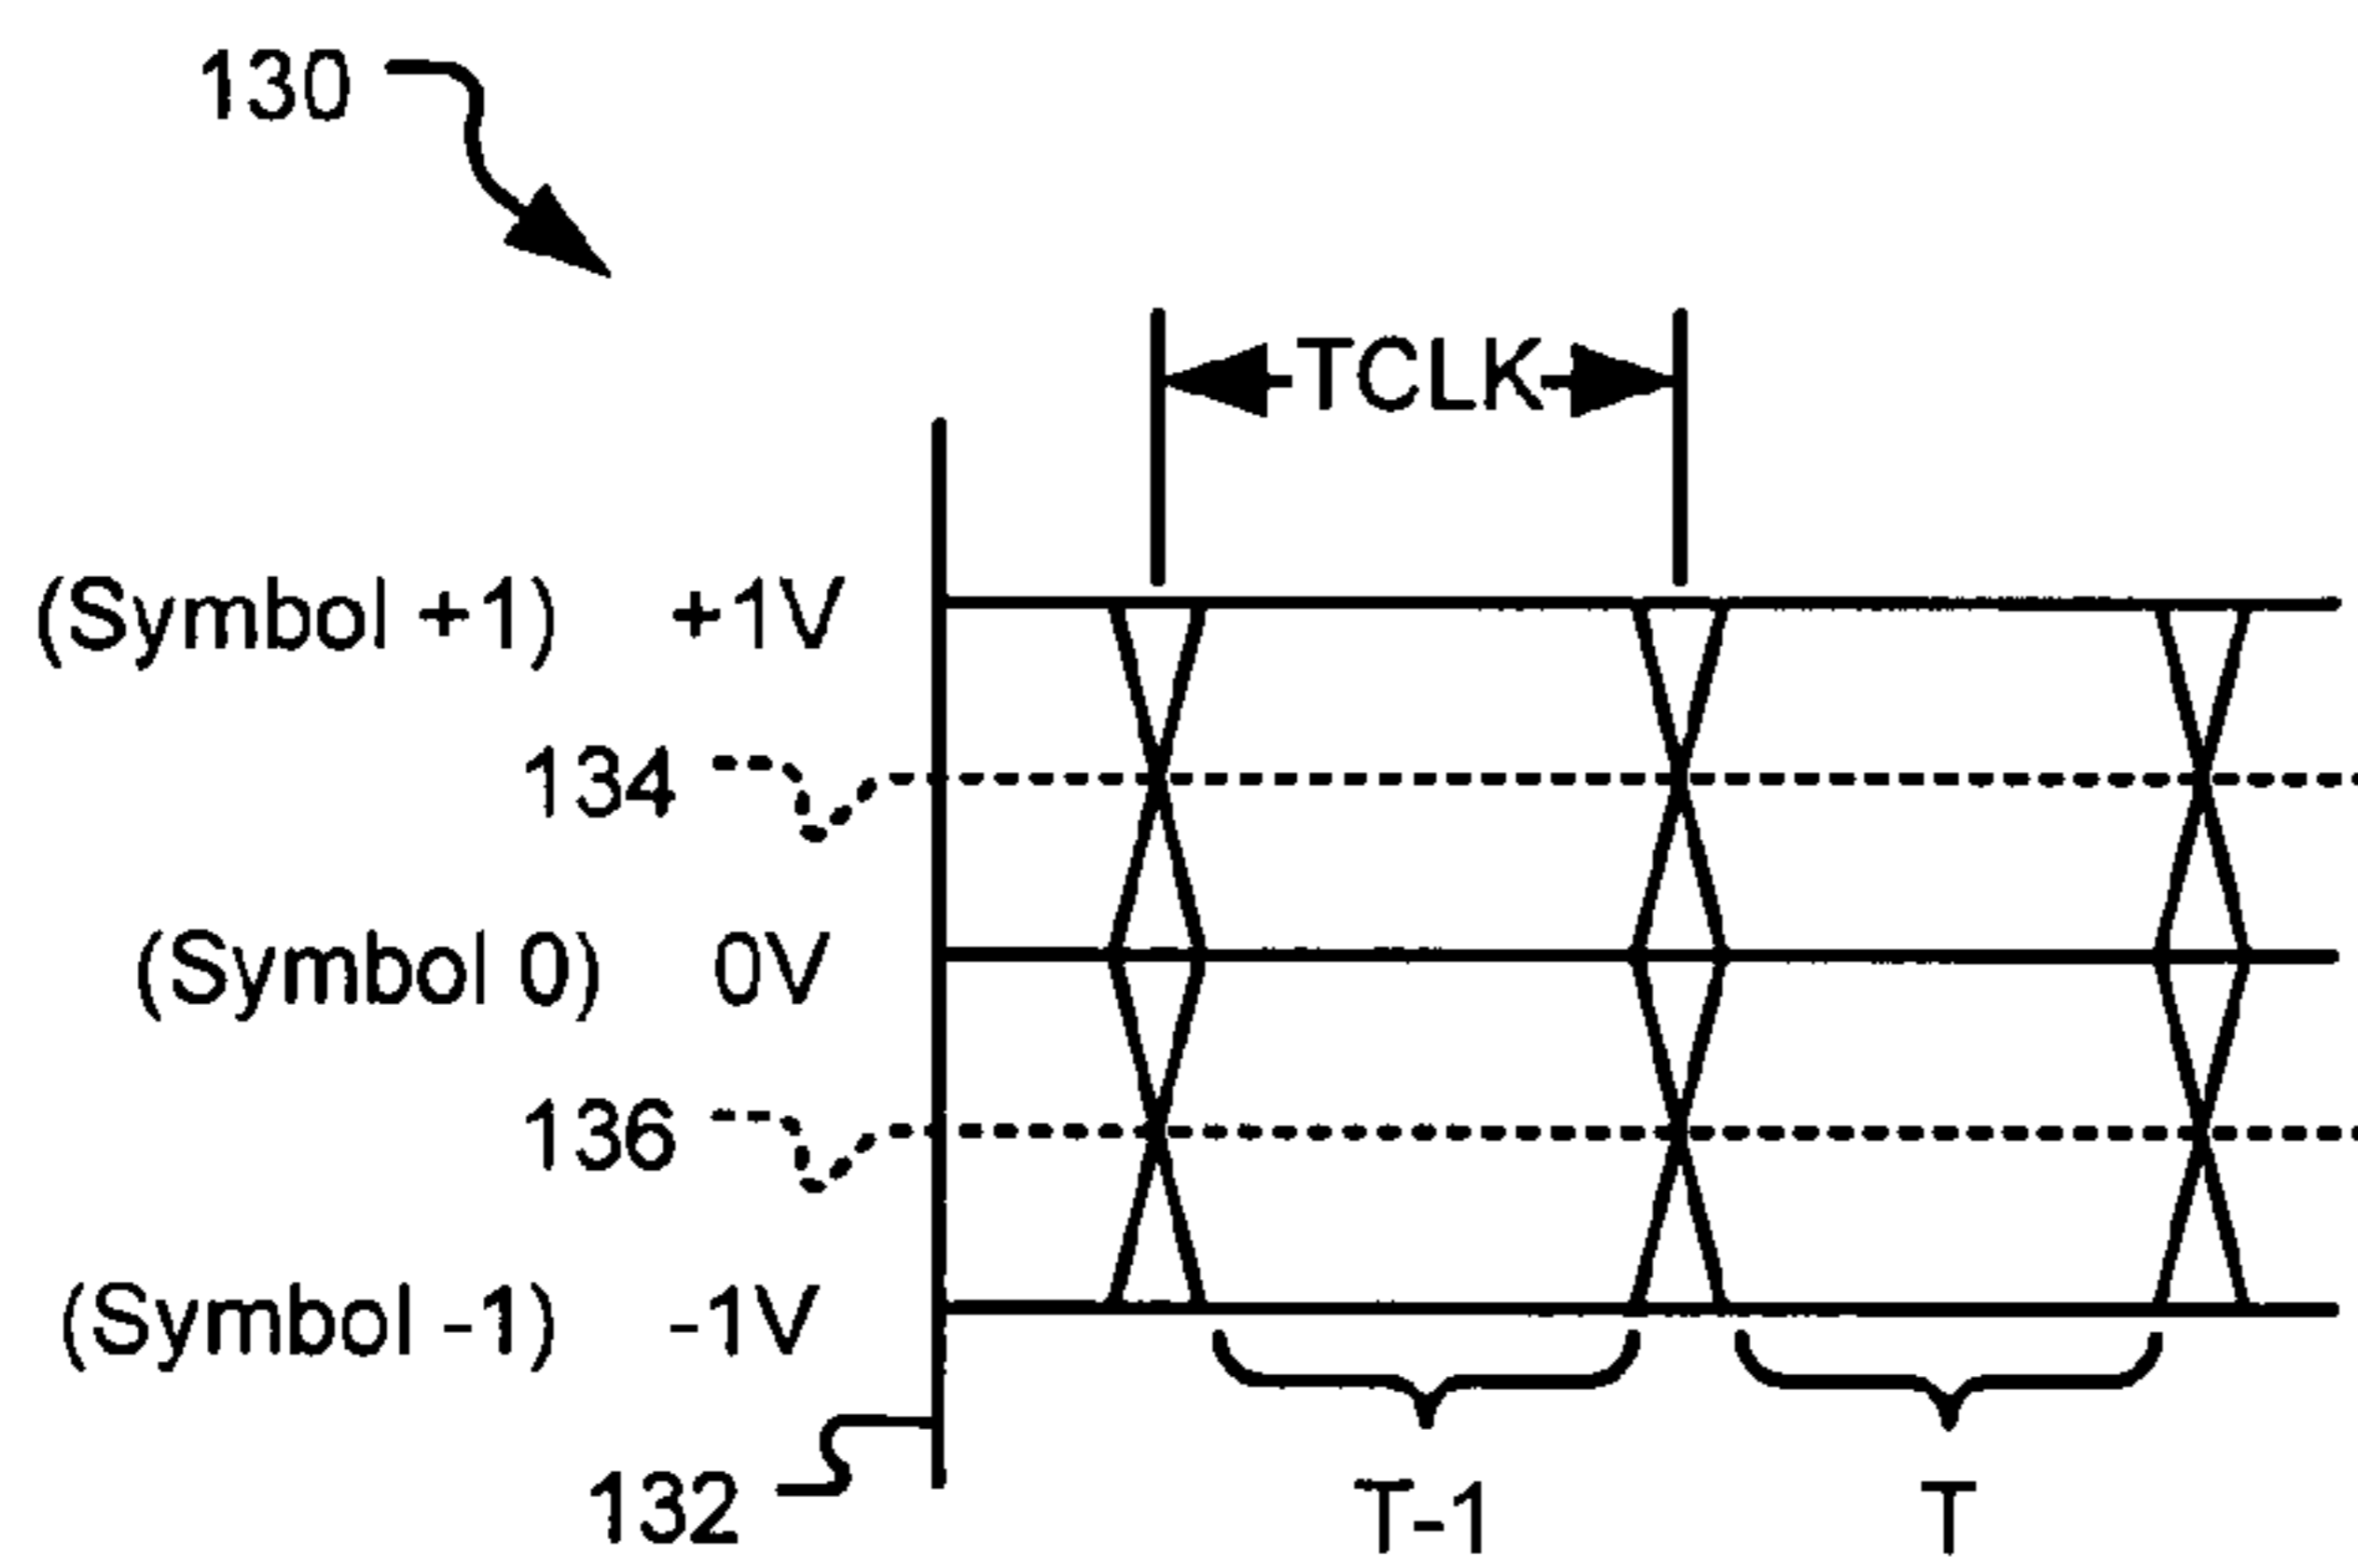 130
TCLK
(Symbol +1) +1V
134
(Symbol 0) 0V
136
(Symbol -1) -1V
132
T-1
T